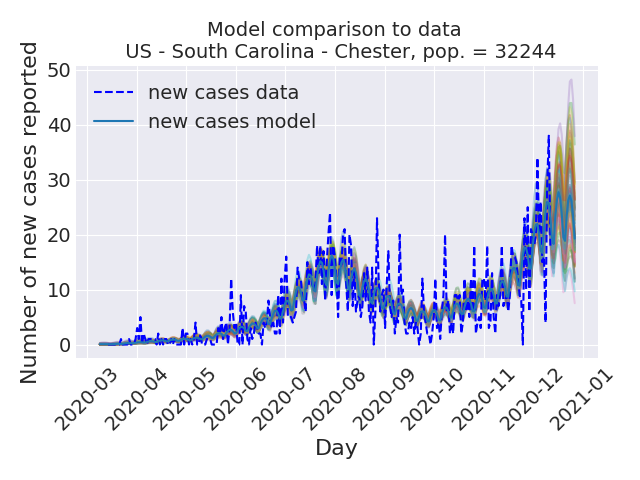 Model comparison to data
US - South Carolina - Chester, pop. = 32244
Number of new cases reported
50
40
30
20
10
0
new cases data
new cases model
2020-03
2020-04
2020-05
2020-06
2020-07
2020-08
2020-09
2020-10
2020-11
2020-12
2021-01
Day